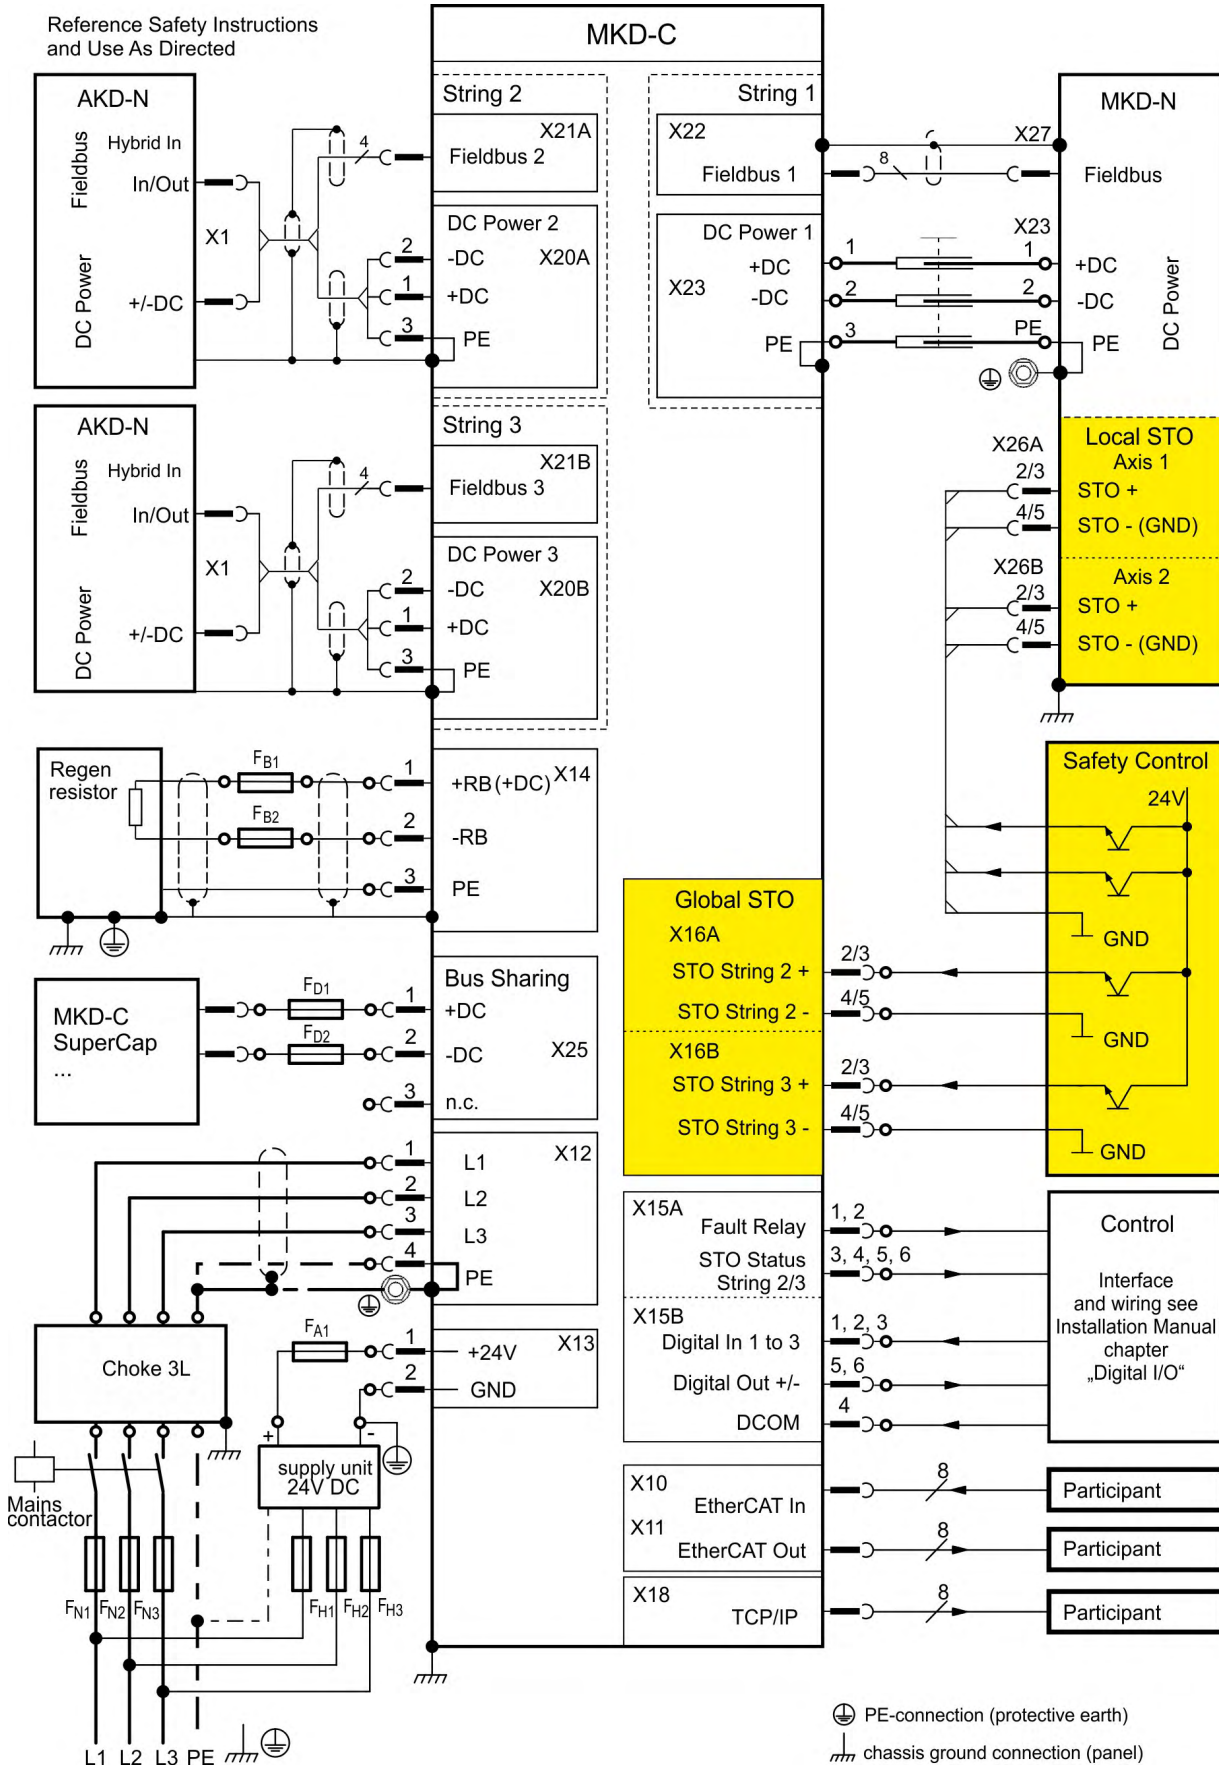 Reference Safety Instructions
and Use As Directed
MKD-C
AKD-N
Hybrid In
Fieldbus
In/Out
X1
DC Power
+/-DC
String 2
X21A
4
Fieldbus 2
DC Power 2
2
-DC
X20A
1
+DC
3
PE
String 1
X22
Fieldbus 1
8
DC Power 1
X23
+DC
1
-DC
2
PE
3
MKD-N
X27
Fieldbus
X23
1
+DC
2
-DC
PE
PE
DC Power
AKD-N
Hybrid In
Fieldbus
In/Out
X1
DC Power
+/-DC
String 3
X21B
4
Fieldbus 3
DC Power 3
2
-DC
X20B
1
+DC
3
PE
X26A
Local STO
Axis 1
2/3
STO +
4/5
STO - (GND)
X26B
Axis 2
2/3
STO +
4/5
STO - (GND)
Regen
resistor
FB1
1
+RB (+DC)
X14
FB2
2
-RB
3
PE
Safety Control
24V
GND
GND
GND
Global STO
X16A
STO String 2 +
2/3
STO String 2 -
4/5
X16B
STO String 3 +
2/3
STO String 3 -
4/5
MKD-C
SuperCap
...
Bus Sharing
FD1
1
+DC
FD2
2
-DC
X25
3
n.c.
X12
1
L1
2
L2
3
L3
4
PE
X15A
Fault Relay
1, 2
STO Status
String 2/3
3, 4, 5, 6
X15B
Digital In 1 to 3
1, 2, 3
Digital Out +/-
5, 6
DCOM
4
Control
Interface
and wiring see
Installation Manual
chapter
„Digital I/O“
Choke 3L
FA1
1
+24V
X13
2
GND
+
-
supply unit
24V DC
Mains
contactor
FN1
FN2
FN3
FH1
FH2
FH3
X10
EtherCAT In
8
Participant
X11
EtherCAT Out
8
Participant
X18
TCP/IP
8
Participant
L1
L2
L3
PE
PE-connection (protective earth)
chassis ground connection (panel)